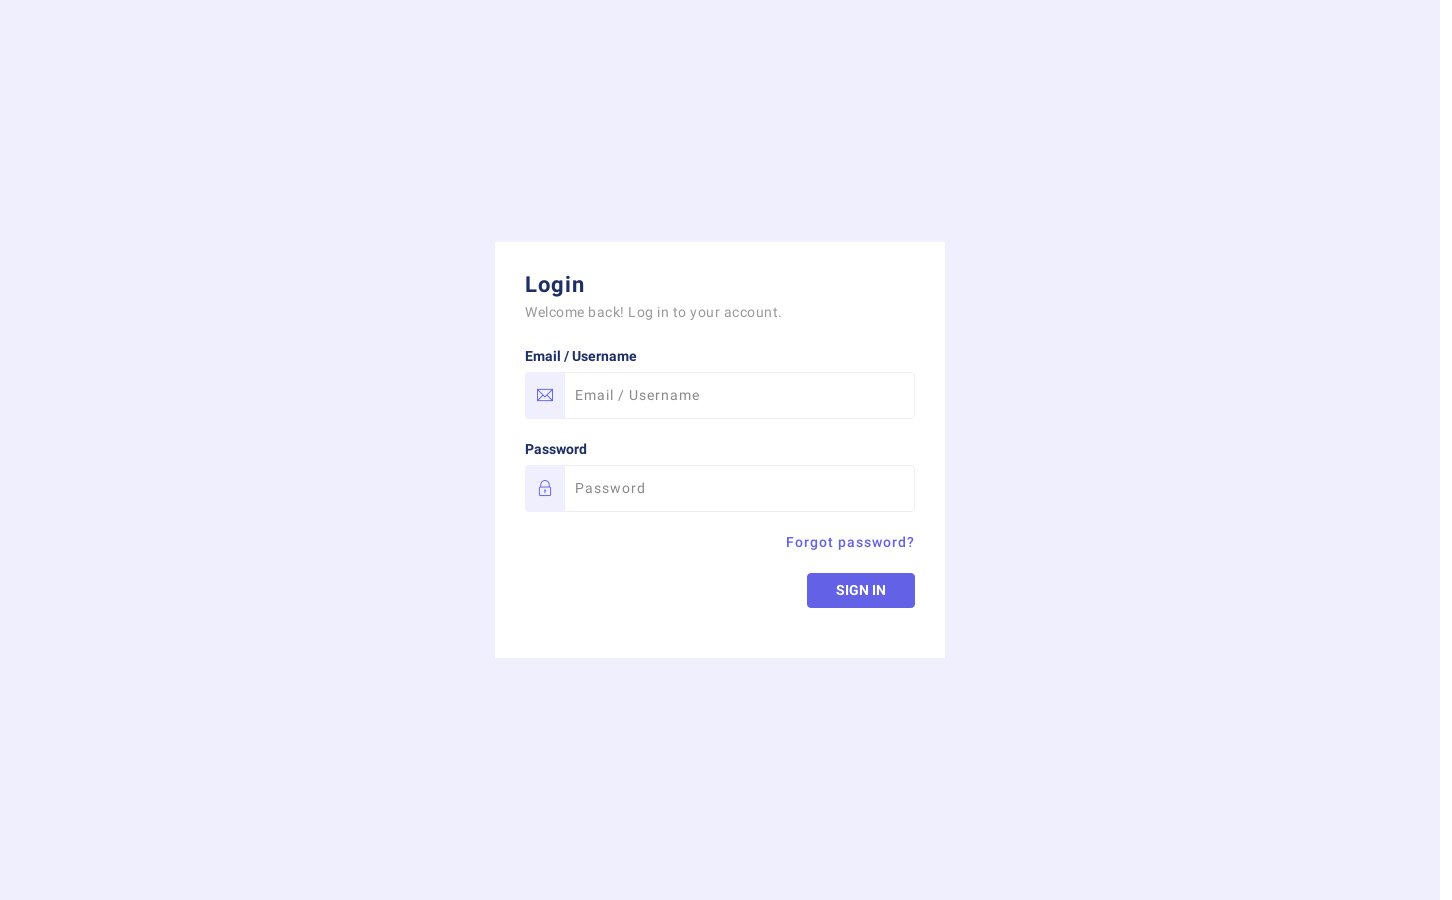 Login
Welcome back! Log in to your account.
Email / Username
Email / Username
Password
Password
Forgot password?
SIGN IN